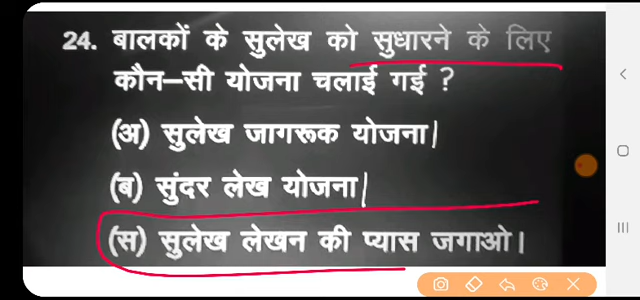 24. बालकों के सुलेख को सुधारने के लिए
कौन–सी योजना चलाई गई ?
(अ) सुलेख जागरूक योजना|
(ब) सुंदर लेख योजना|
(स) सुलेख लेखन की प्यास जगाओ।